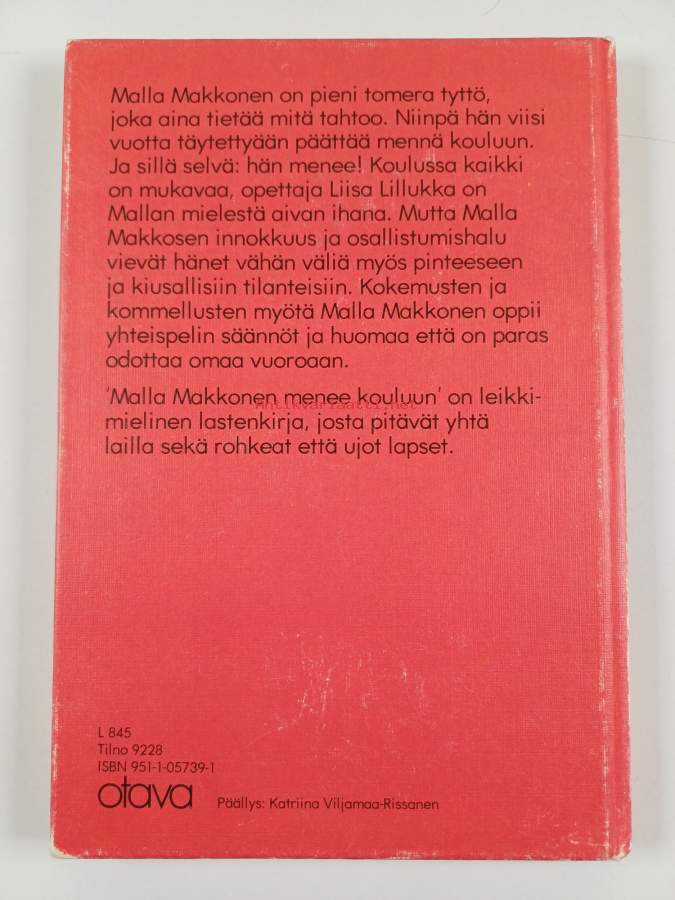 Malla Makkonen on pieni tomera tyttö,
joka aina tietää mitä tahtoo. Niinpä hän viisi
vuotta täytettyään päättää mennä kouluun.
Ja sillä selvä: hän menee! Koulussa kaikki
on mukavaa, opettaja Liisa Lillukka on
Mallan mielestä aivan ihana. Mutta Malla
Makkosen innokkuus ja osallistumishalu
vievät hänet vähän väliä myös pinteeseen
ja kiusallisiin tilanteisiin. Kokemusten ja
kommellusten myötä Malla Makkonen oppii
yhteispelin säännöt ja huomaa että on paras
odottaa omaa vuoroaan.
'Malla Makkonen menee kouluun' on leikki-
Antikvariaatti.net
mielinen lastenkirja, josta pitävät yhtä
lailla sekä rohkeat että ujot lapset.
L 845
Tilno 9228
ISBN 951-1-05739-1
otava Päällys: Katriina Viljamaa-Rissanen